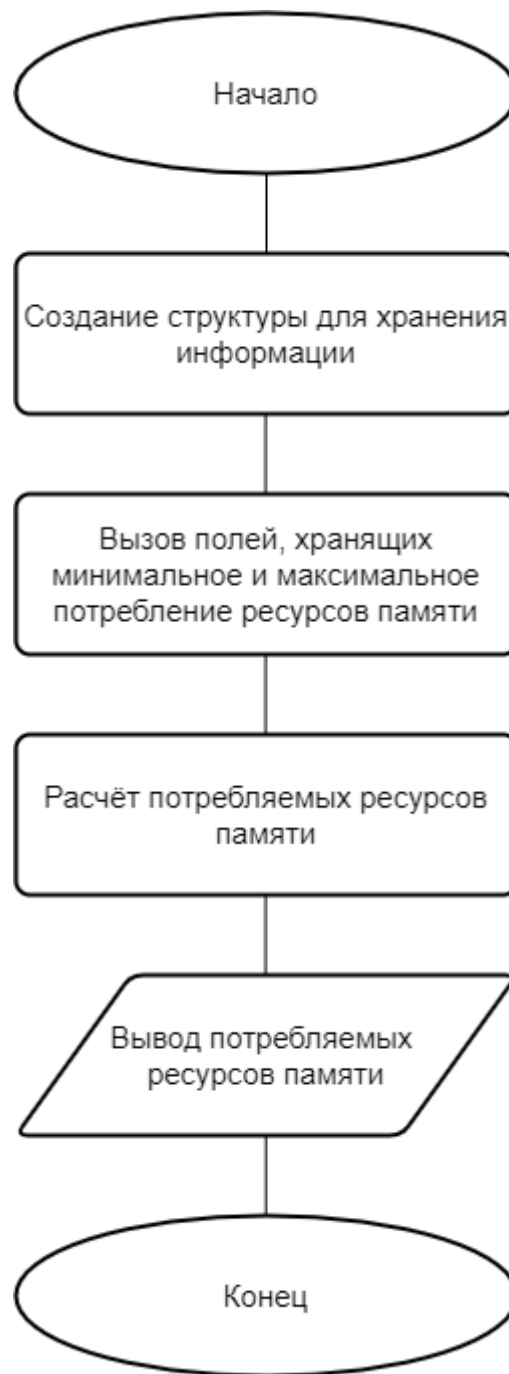 Начало
Создание структуры для хранения
информации
Вызов полей, хранящих
минимальное и максимальное
потребление ресурсов памяти
Расчёт потребляемых ресурсов
памяти
Вывод потребляемых
ресурсов памяти
Конец